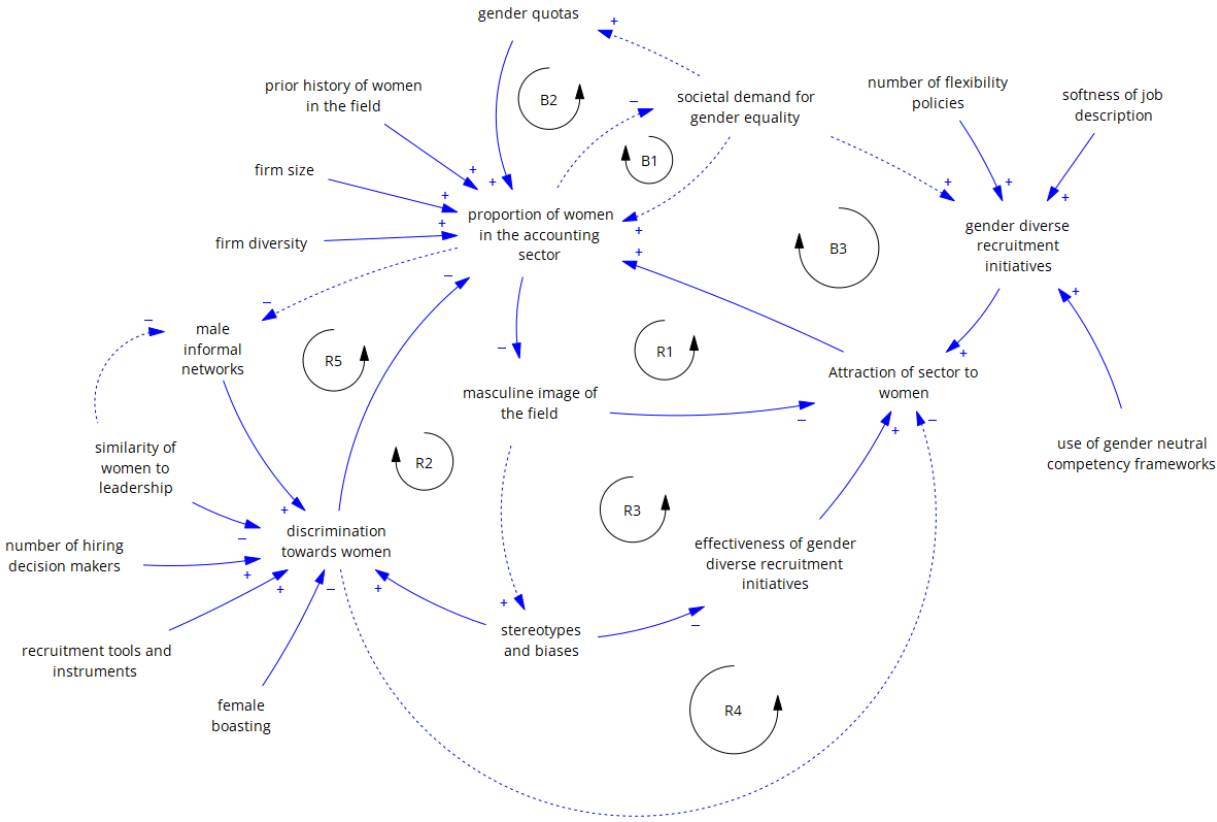 gender quotas
+
B2
prior history of women
in the field
−
societal demand for
gender equality
number of flexibility
policies
softness of job
description
B1
firm size
+
+
+
+
+
+
+
+
firm diversity
proportion of women
in the accounting
sector
+
+
B3
gender diverse
recruitment
initiatives
−
−
−
+
male
informal
networks
R5
−
R1
+
Attraction of sector to
women
masculine image of
the field
−
−
+
similarity of
women to
leadership
R2
use of gender neutral
competency frameworks
+
R3
−
discrimination
towards women
effectiveness of gender
diverse recruitment
initiatives
number of hiring
decision makers
+
+
−
+
+
−
stereotypes
and biases
recruitment tools and
instruments
female
boasting
R4